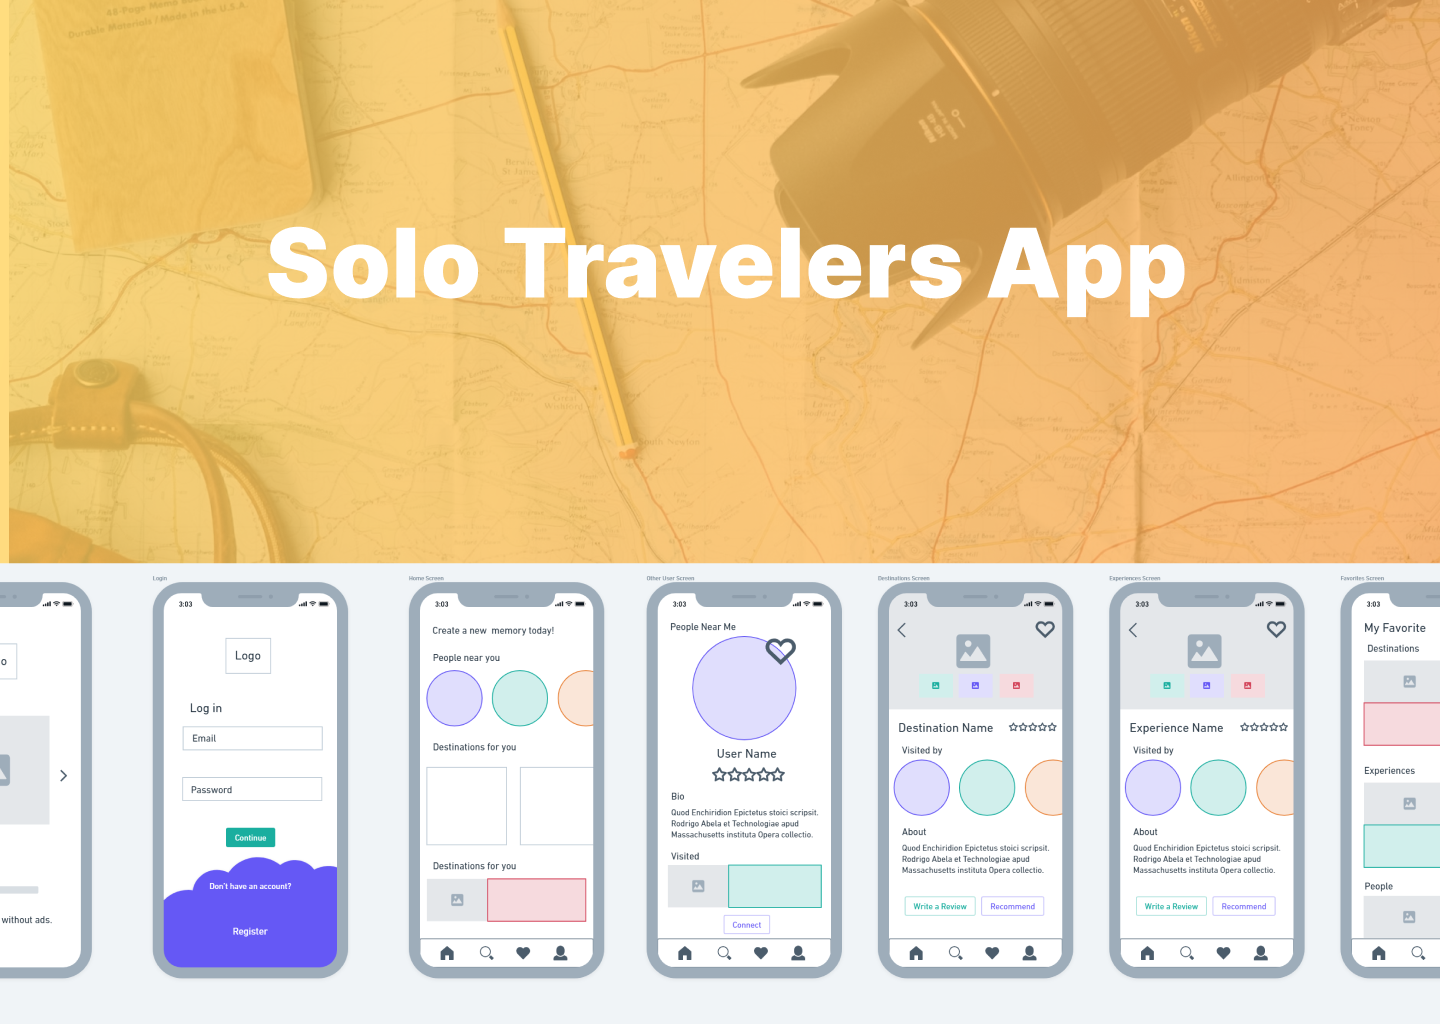 48-Page Memo
Durable Materials / Made in the U.S.A.
NIKON
Solo Travelers App
o
without ads.
Login
3:03
Logo
Log in
Email
Password
Continue
Don't have an account?
Register
Home Screen
3:03
Create a new memory today!
People near you
Destinations for you
Destinations for you
Other User Screen
3:03
People Near Me
User Name
Bio
Quod Enchiridion Epictetus stoici scripsit.
Rodrigo Abela et Technologiae apud
Massachusetts instituta Opera collectio.
Visited
Connect
Destinations Screen
3:03
Destination Name
Visited by
About
Quod Enchiridion Epictetus stoici scripsit.
Rodrigo Abela et Technologiae apud
Massachusetts instituta Opera collectio.
Write a Review
Recommend
Experiences Screen
3:03
Experience Name
Visited by
About
Quod Enchiridion Epictetus stoici scripsit.
Rodrigo Abela et Technologiae apud
Massachusetts instituta Opera collectio.
Write a Review
Recommend
Favorites Screen
3:03
My Favorite
Destinations
Experiences
People